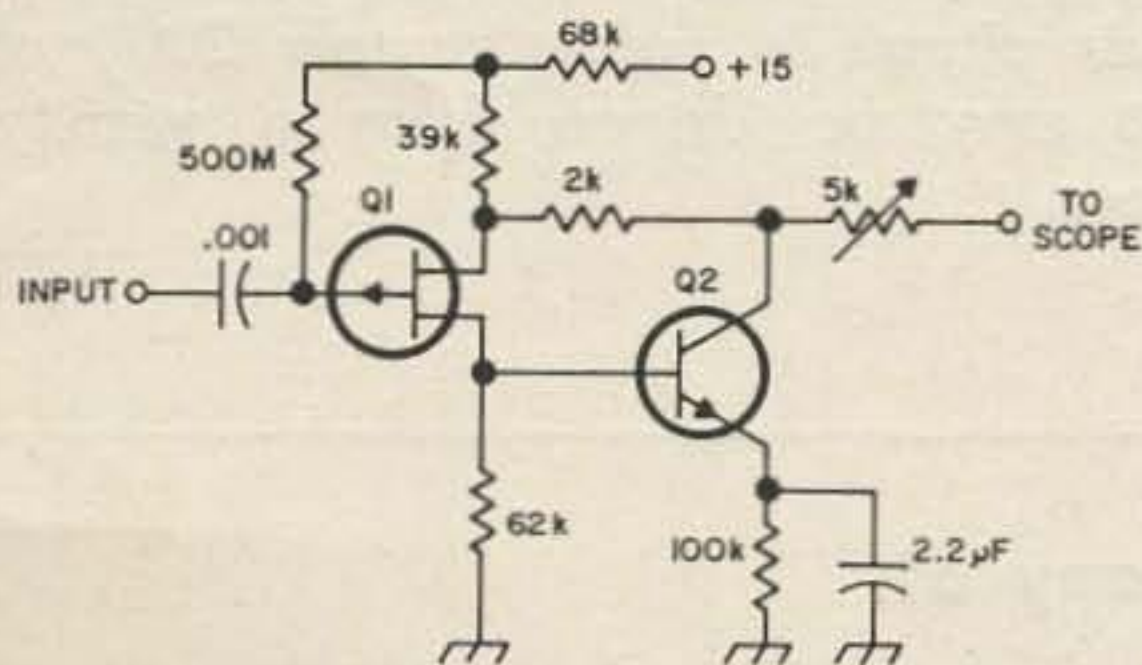 68k
+15
500M
39k
2k
5k
TO
SCOPE
Q1
.001
INPUT
Q2
62k
100k
2.2µF